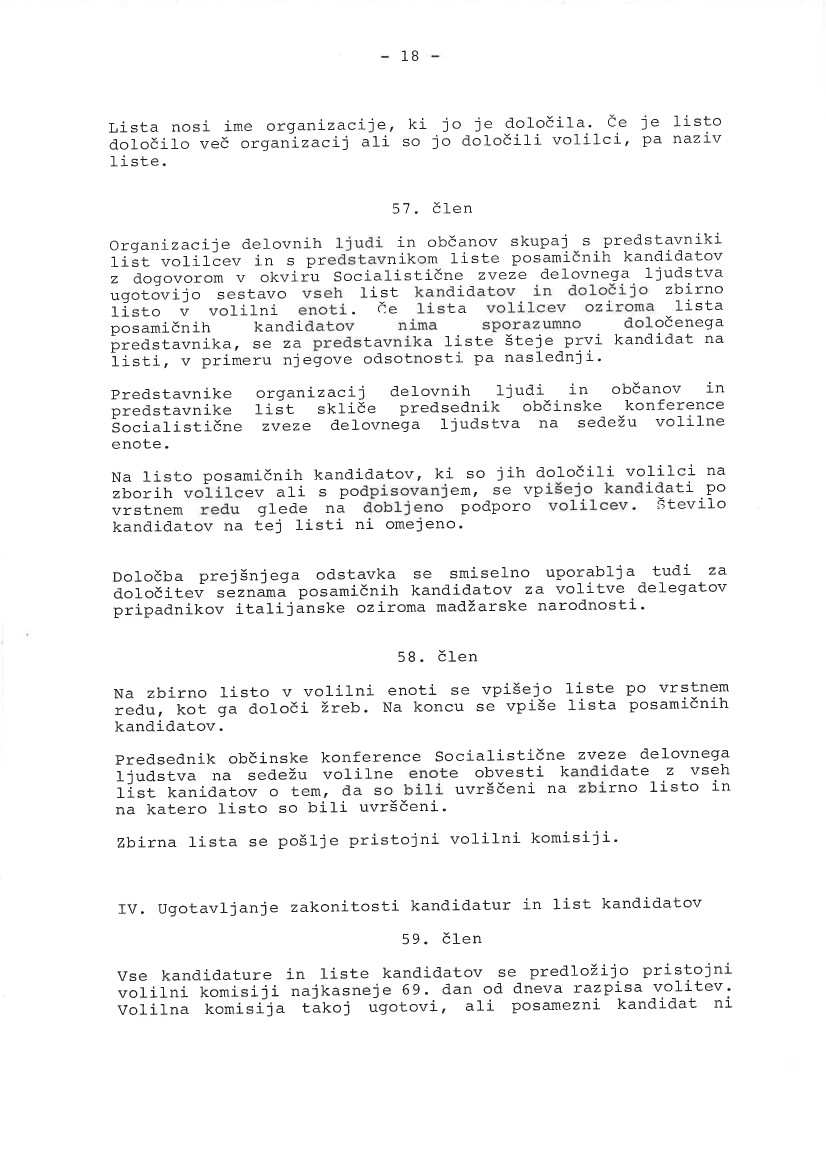 - 18 -
Lista nosi ime organizacije, ki jo je določila. Če je listo
določilo več organizacij ali so jo določili volilci, pa naziv
liste.
57. člen
Organizacije delovnih ljudi in občanov skupaj s predstavniki
list volilcev in s predstavnikom liste posamičnih kandidatov
z dogovorom v okviru Socialistične zveze delovnega ljudstva
ugotovijo sestavo vseh list kandidatov in določijo zbirno
listo v volilni enoti. Če lista volilcev oziroma lista
posamičnih kandidatov nima sporazumno določenega
predstavnika, se za predstavnika liste šteje prvi kandidat na
listi, v primeru njegove odsotnosti pa naslednji.
Predstavnike organizacij delovnih ljudi in občanov in
predstavnike list skliče predsednik občinske konference
Socialistične zveze delovnega ljudstva na sedežu volilne
enote.
Na listo posamičnih kandidatov, ki so jih določili volilci na
zborih volilcev ali s podpisovanjem, se vpišejo kandidati po
vrstnem redu glede na dobljeno podporo volilcev. Število
kandidatov na tej listi ni omejeno.
Določba prejšnjega odstavka se smiselno uporablja tudi za
določitev seznama posamičnih kandidatov za volitve delegatov
pripadnikov italijanske oziroma madžarske narodnosti.
58. člen
Na zbirno listo v volilni enoti se vpišejo liste po vrstnem
redu, kot ga določi žreb. Na koncu se vpiše lista posamičnih
kandidatov.
Predsednik občinske konference Socialistične zveze delovnega
ljudstva na sedežu volilne enote obvesti kandidate z vseh
list kanidatov o tem, da so bili uvrščeni na zbirno listo in
na katero listo so bili uvrščeni.
Zbirna lista se pošlje pristojni volilni komisiji.
IV. Ugotavljanje zakonitosti kandidatur in list kandidatov
59. člen
Vse kandidature in liste kandidatov se predložijo pristojni
volilni komisiji najkasneje 69. dan od dneva razpisa volitev.
Volilna komisija takoj ugotovi, ali posamezni kandidat ni